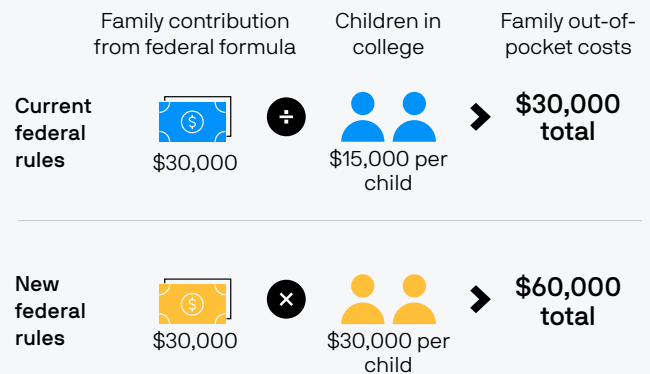 Family contribution
from federal formula
Children in
college
Family out-of-
pocket costs
Current
federal
rules
$
$30,000
÷
$15,000 per
child
$30,000
total
New
federal
rules
$
$30,000
×
$30,000 per
child
$60,000
total